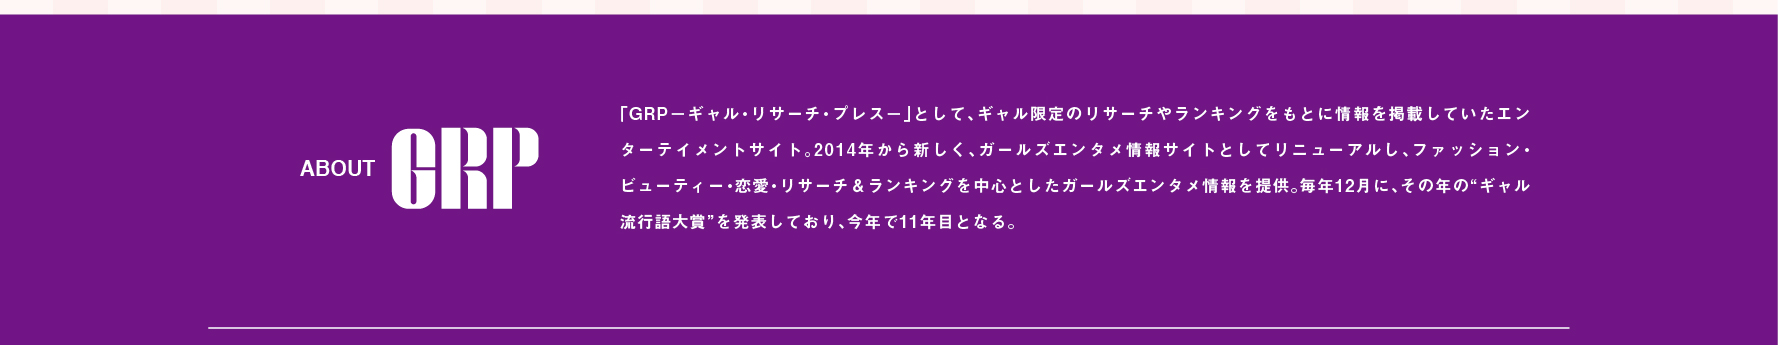 ABOUT GRP
「GRP－ギャル・リサーチ・プレス－」として、ギャル限定のリサーチやランキングをもとに情報を掲載していたエン
ターテイメントサイト。2014年から新しく、ガールズエンタメ情報サイトとしてリニューアルし、ファッション・
ビューティー・恋愛・リサーチ＆ランキングを中心としたガールズエンタメ情報を提供。毎年12月に、その年の“ギャル
流行語大賞”を発表しており、今年で11年目となる。